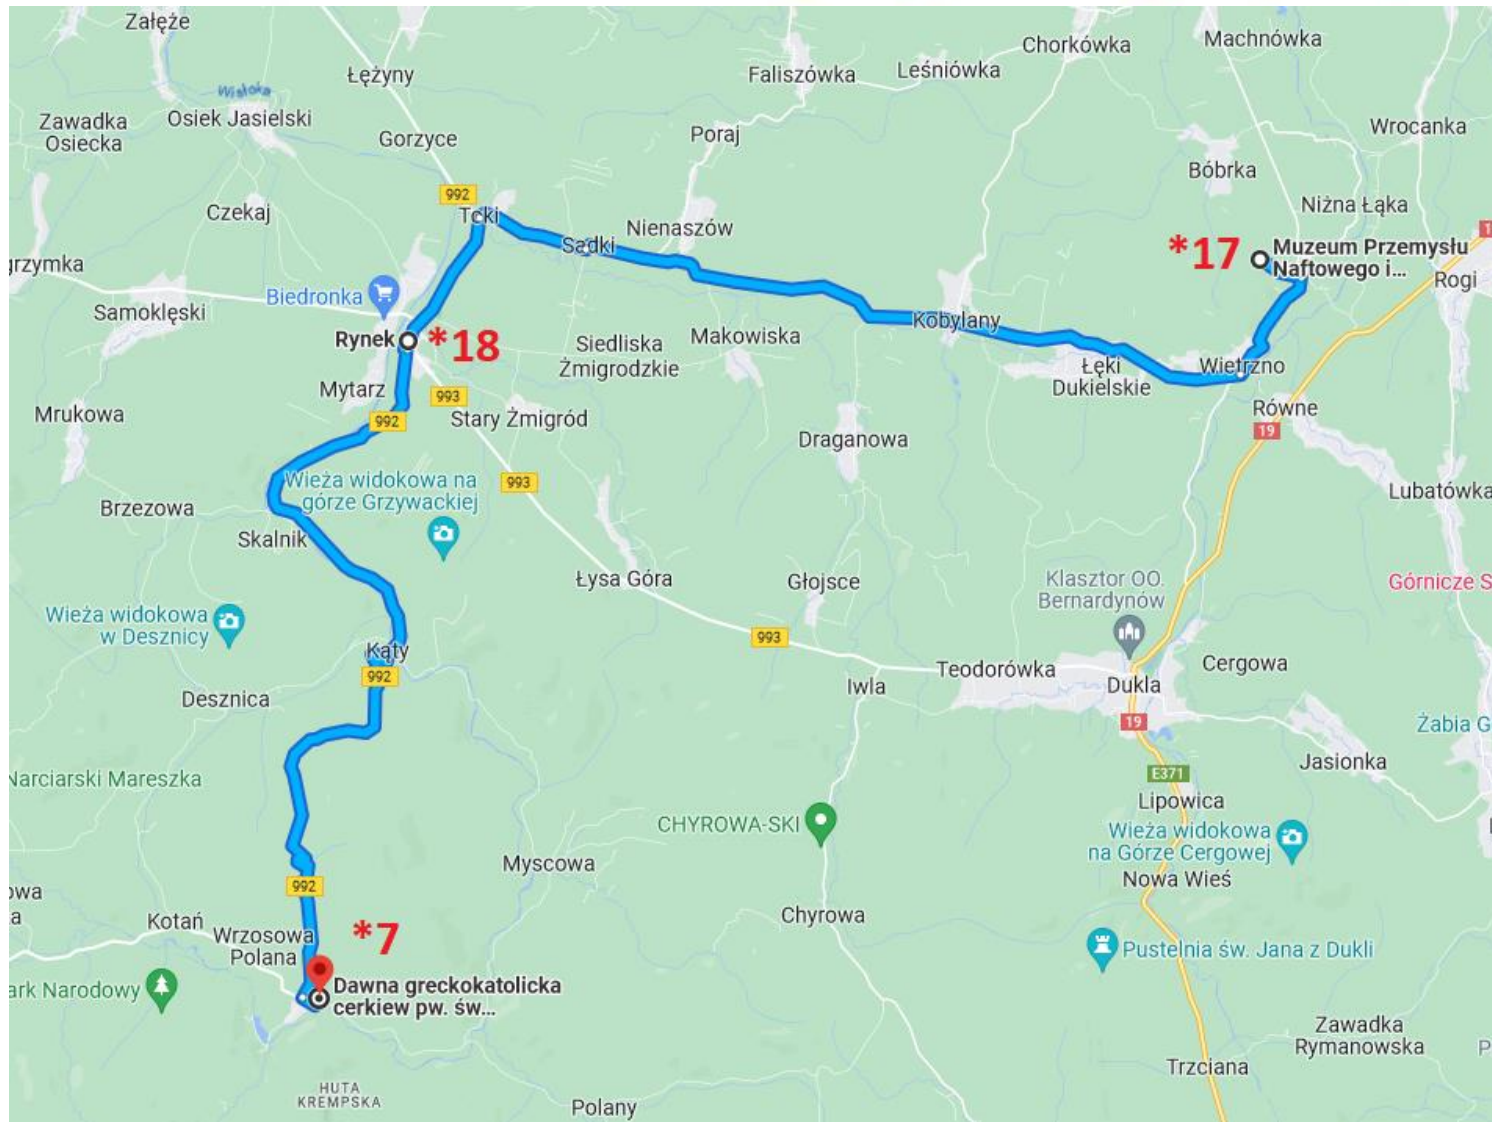 Załęże
Łężyny
Wisłoka
Osiek Jasielski
Zawadka
Osiecka
Gorzyce
Faliszówka
Leśniówka
Chorkówka
Machnówka
Poraj
Wrocanka
Bóbrka
992
Czekaj
Toki
Nienaszów
Sądki
Niżna Łąka
*17
Muzeum Przemysłu
Naftowego i...
Rogi
grzymka
Biedronka
Samoklęski
Rynek
*18
Siedliska
Żmigrodzkie
Makowiska
Kobylany
Łęki
Dukielskie
Wietrzno
Mytarz
993
992
Stary Żmigród
Mrukowa
Draganowa
Równe
19
Wieża widokowa na
górze Grzywackiej
993
Brzezowa
Skalnik
Lubatówka
Łysa Góra
Głojsce
Klasztor OO.
Bernardynów
Górnicze S
Wieża widokowa
w Desznicy
993
Kąty
992
Desznica
Iwla
Teodorówka
Dukla
Cergowa
19
Żabia G
Jasionka
E371
Narciarski Mareszka
Lipowica
CHYROWA-SKI
Wieża widokowa
na Górze Cergowej
Myscowa
Nowa Wieś
992
owa
a
Kotań
Wrzosowa
Polana
*7
Chyrowa
Pustelnia św. Jana z Dukli
ark Narodowy
Dawna greckokatolicka
cerkiew pw. św...
Zawadka
Rymanowska
P
Trzciana
HUTA
KREMPSKA
Polany